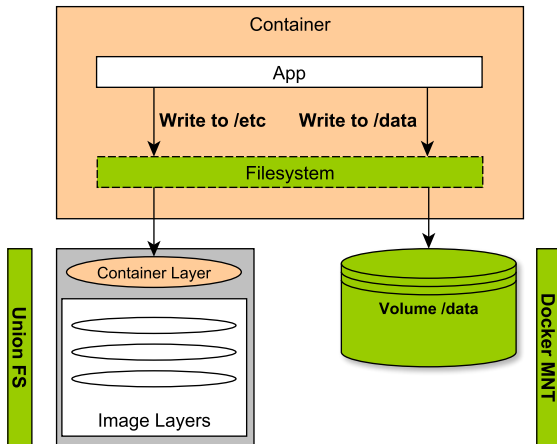 Container
App
Write to /etc
Write to /data
Filesystem
Union FS
Container Layer
Volume /data
Docker MNT
Image Layers